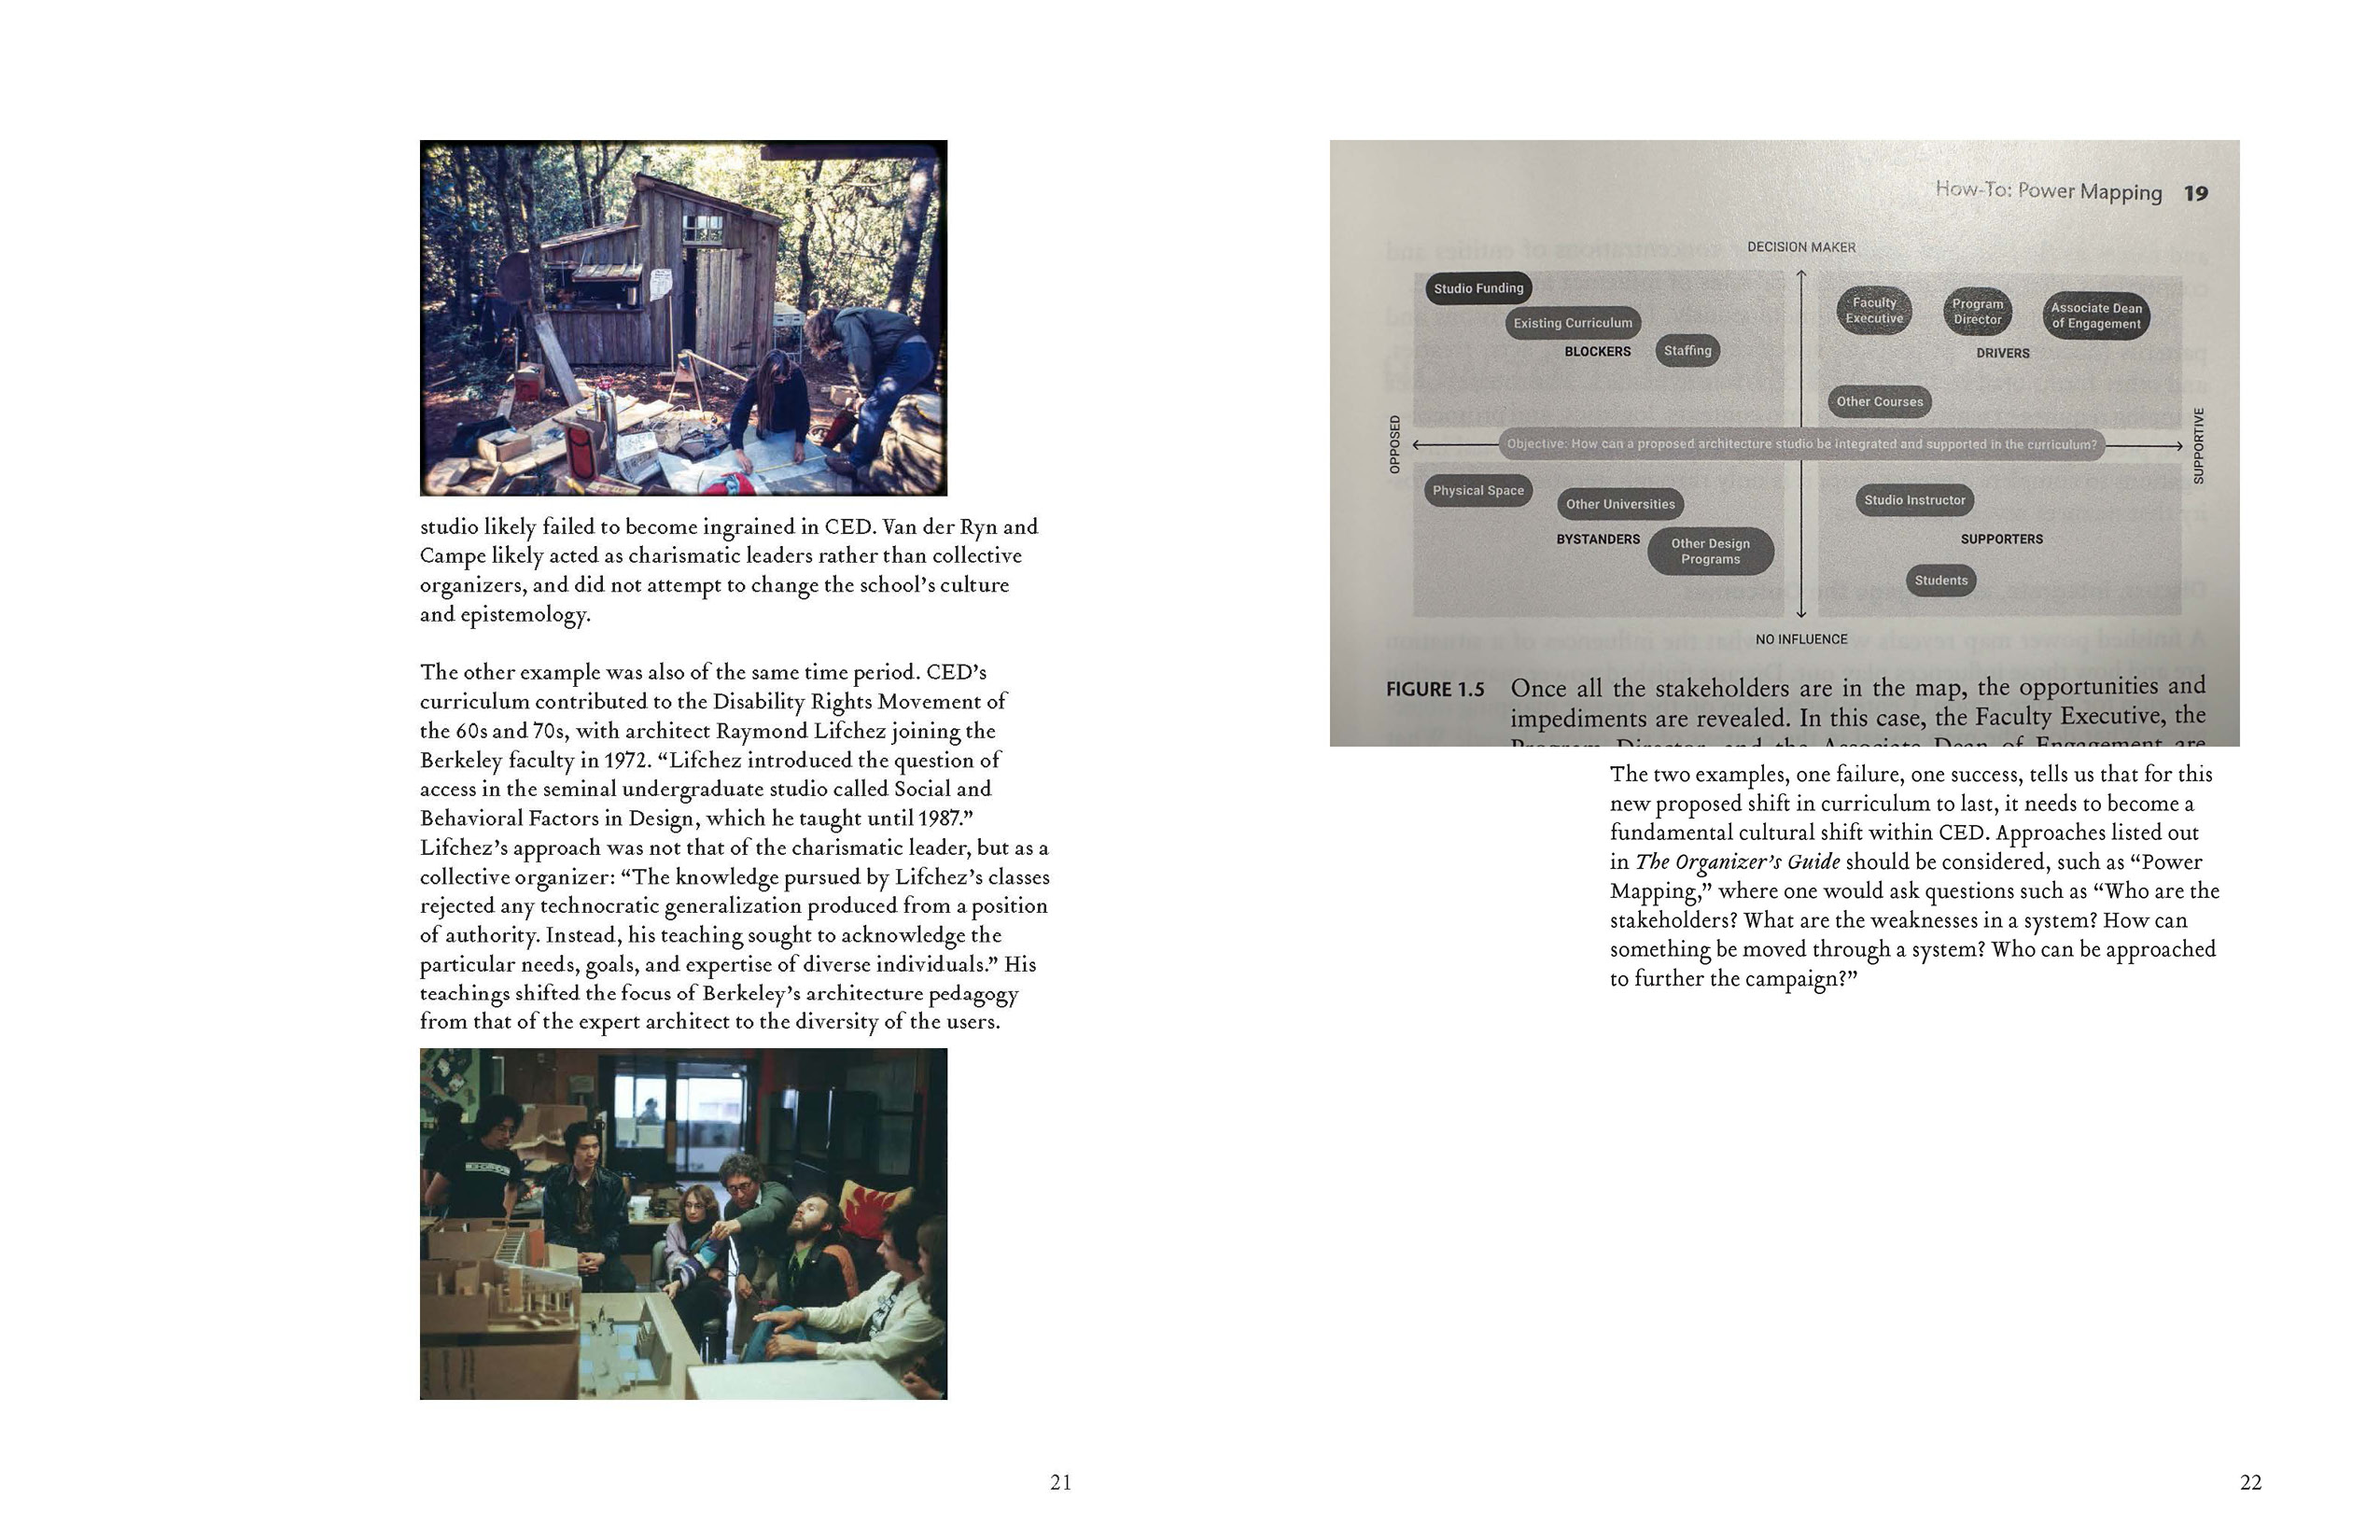 studio likely failed to become ingrained in CED. Van der Ryn and
Campe likely acted as charismatic leaders rather than collective
organizers, and did not attempt to change the school's culture
and epistemology.
The other example was also of the same time period. CED's
curriculum contributed to the Disability Rights Movement of
the 60s and 70s, with architect Raymond Lifchez joining the
Berkeley faculty in 1972. “Lifchez introduced the question of
access in the seminal undergraduate studio called Social and
Behavioral Factors in Design, which he taught until 1987.”
Lifchez's approach was not that of the charismatic leader, but as a
collective organizer: “The knowledge pursued by Lifchez's classes
rejected any technocratic generalization produced from a position
of authority. Instead, his teaching sought to acknowledge the
particular needs, goals, and expertise of diverse individuals.” His
teachings shifted the focus of Berkeley's architecture pedagogy
from that of the expert architect to the diversity of the users.
21
How-To: Power Mapping 19
DECISION MAKER
Studio Funding
Existing Curriculum
BLOCKERS
Staffing
Faculty
Executive
Program
Director
Associate Dean
of Engagement
DRIVERS
Other Courses
OPPOSED
Objective: How can a proposed architecture studio be integrated and supported in the curriculum?
SUPPORTIVE
Physical Space
Other Universities
BYSTANDERS
Other Design
Programs
Studio Instructor
SUPPORTERS
Students
NO INFLUENCE
FIGURE 1.5 Once all the stakeholders are in the map, the opportunities and
impediments are revealed. In this case, the Faculty Executive, the
Program Director, and the Associate Dean of Engagement are
The two examples, one failure, one success, tells us that for this
new proposed shift in curriculum to last, it needs to become a
fundamental cultural shift within CED. Approaches listed out
in The Organizer's Guide should be considered, such as “Power
Mapping,” where one would ask questions such as “Who are the
stakeholders? What are the weaknesses in a system? How can
something be moved through a system? Who can be approached
to further the campaign?”
22